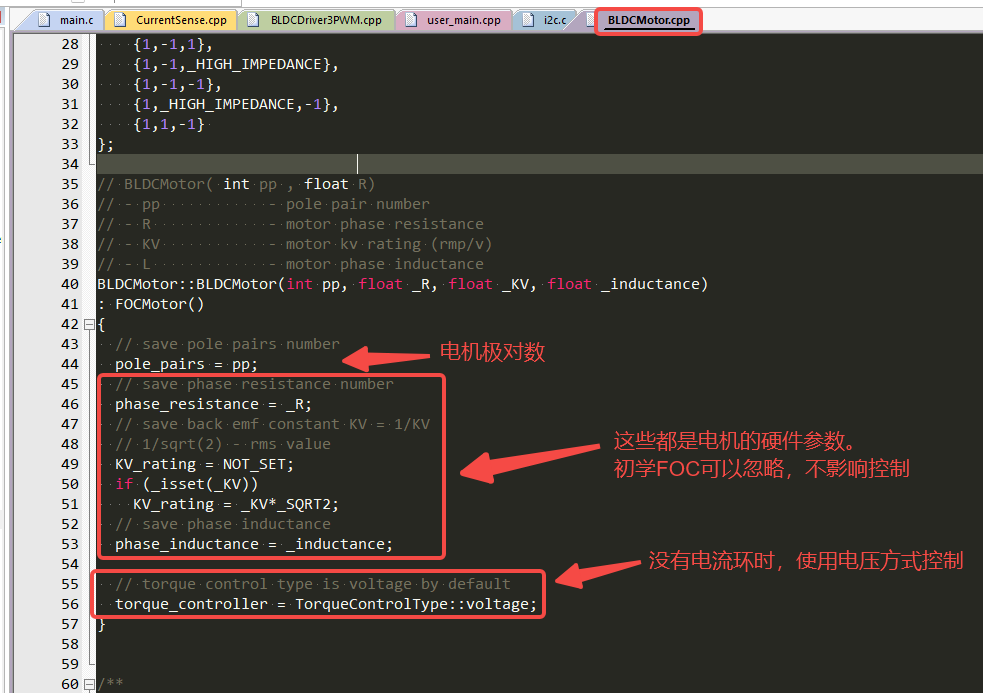 main.c CurrentSense.cpp BLDCDriver3PWM.cpp user_main.cpp i2c.c BLDCMotor.cpp
28 {1,-1,1},
29 {1,-1,_HIGH_IMPEDANCE},
30 {1,-1,-1},
31 {1,_HIGH_IMPEDANCE,-1},
32 {1,1,-1}
33 };
34
35 // BLDCMotor( int pp , float R)
36 // - pp - pole pair number
37 // - R - motor phase resistance
38 // - KV - motor kv rating (rmp/v)
39 // - L - motor phase inductance
40 BLDCMotor::BLDCMotor(int pp, float _R, float _KV, float _inductance)
41 : FOCMotor()
42 {
43 // save pole pairs number
44 pole_pairs = pp;
电机极对数
45 // save phase resistance number
46 phase_resistance = _R;
47 // save back emf constant KV = 1/KV
48 // 1/sqrt(2) - rms value
49 KV_rating = NOT_SET;
50 if (_isset(_KV))
51 KV_rating = _KV*_SQRT2;
52 // save phase inductance
53 phase_inductance = _inductance;
这些都是电机的硬件参数。
初学FOC可以忽略，不影响控制
54
55 // torque control type is voltage by default
56 torque_controller = TorqueControlType::voltage;
没有电流环时，使用电压方式控制
57 }
58
59
60 /**